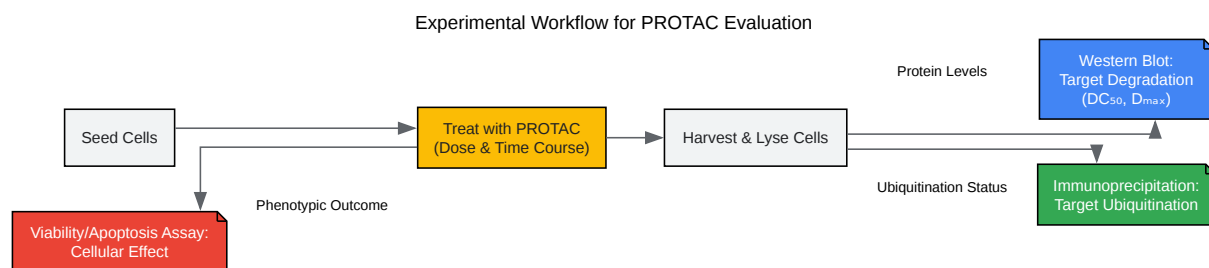 Experimental Workflow for PROTAC Evaluation
Protein Levels
Western Blot:
Target Degradation
(DC₅₀, Dₘₐₓ)
Seed Cells
Treat with PROTAC
(Dose & Time Course)
Harvest & Lyse Cells
Ubiquitination Status
Immunoprecipitation:
Target Ubiquitination
Phenotypic Outcome
Viability/Apoptosis Assay:
Cellular Effect